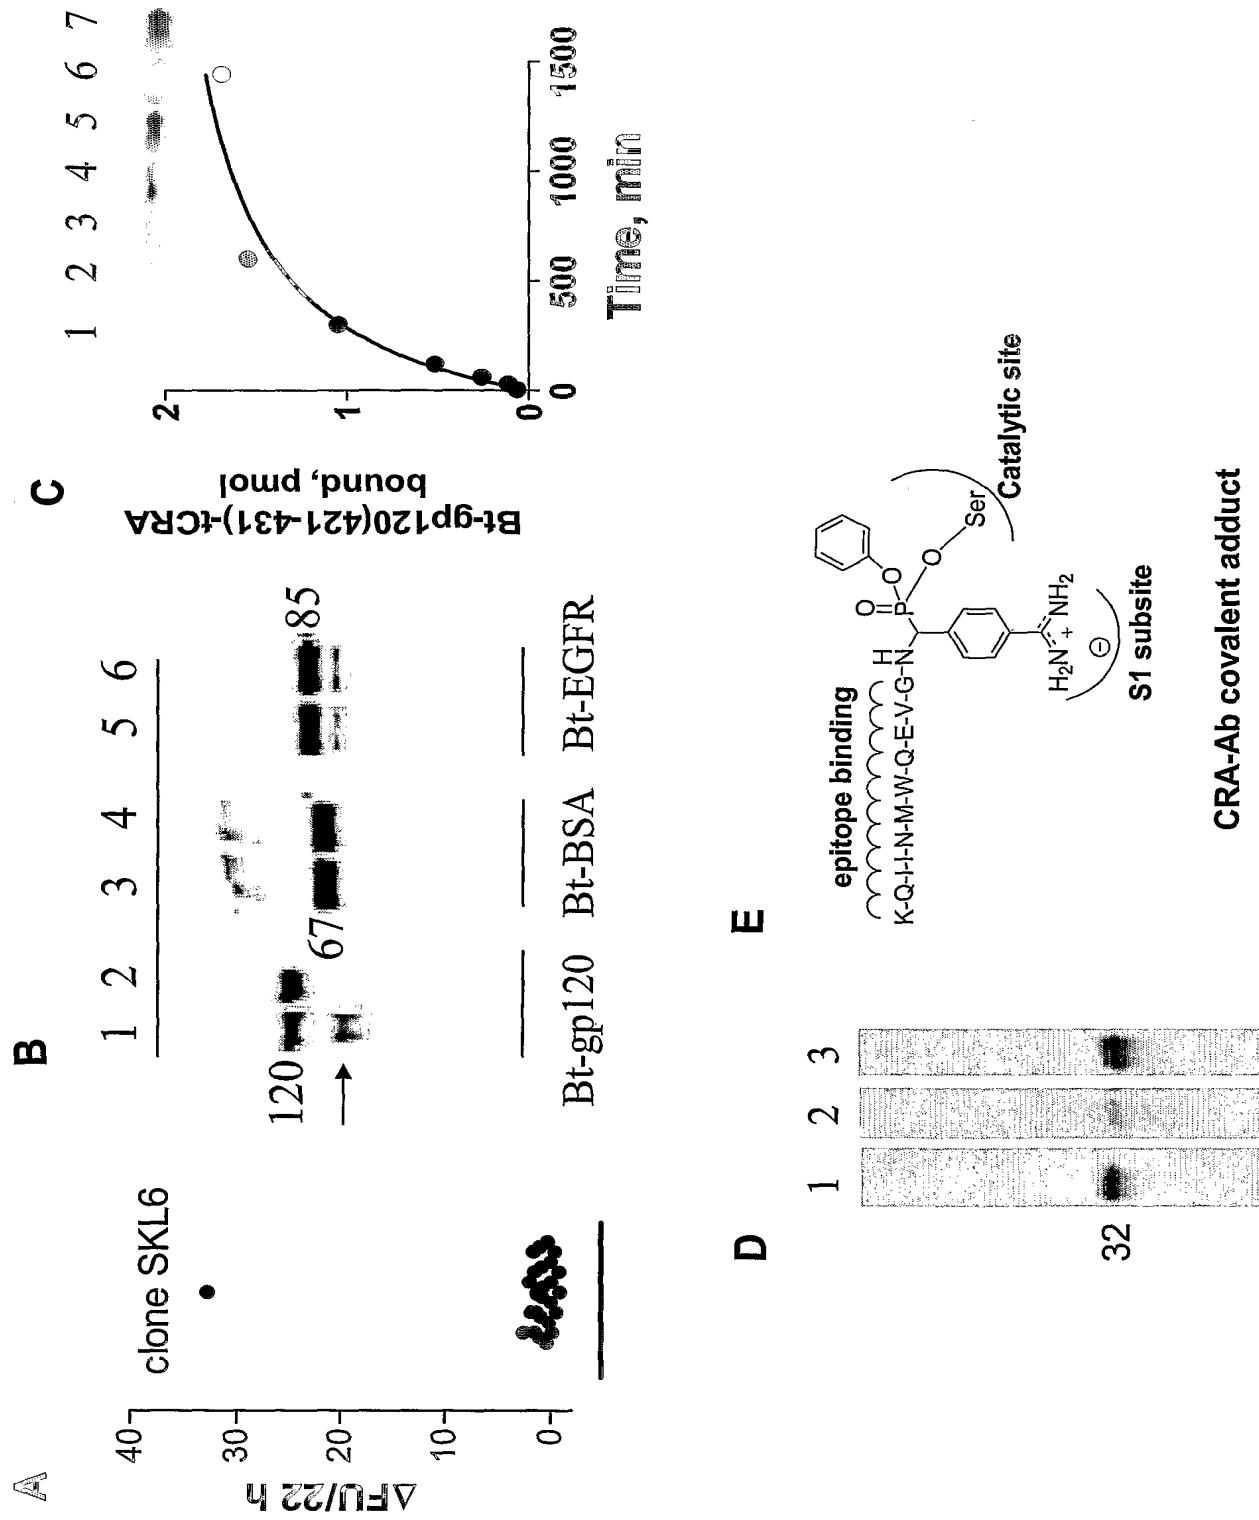 A
clone SKL6
40
30
20
0
ΔFU/22 h
B
1 2 3 4 5 6
120
67
85
Bt-gp120 Bt-BSA Bt-EGFR
C
1 2 3 4 5 6 7
2
1
0
Bt-gp120(421-431)-tCRA
bound, pmol
0 500 1000 1500
Time, min
D
1 2 3
32
E
epitope binding
K-Q-I-I-N-M-W-Q-E-V-G-N
H
O=P
O
O
Ser
Catalytic site
H₂N + NH₂
⊖
S1 subsite
CRA-Ab covalent adduct